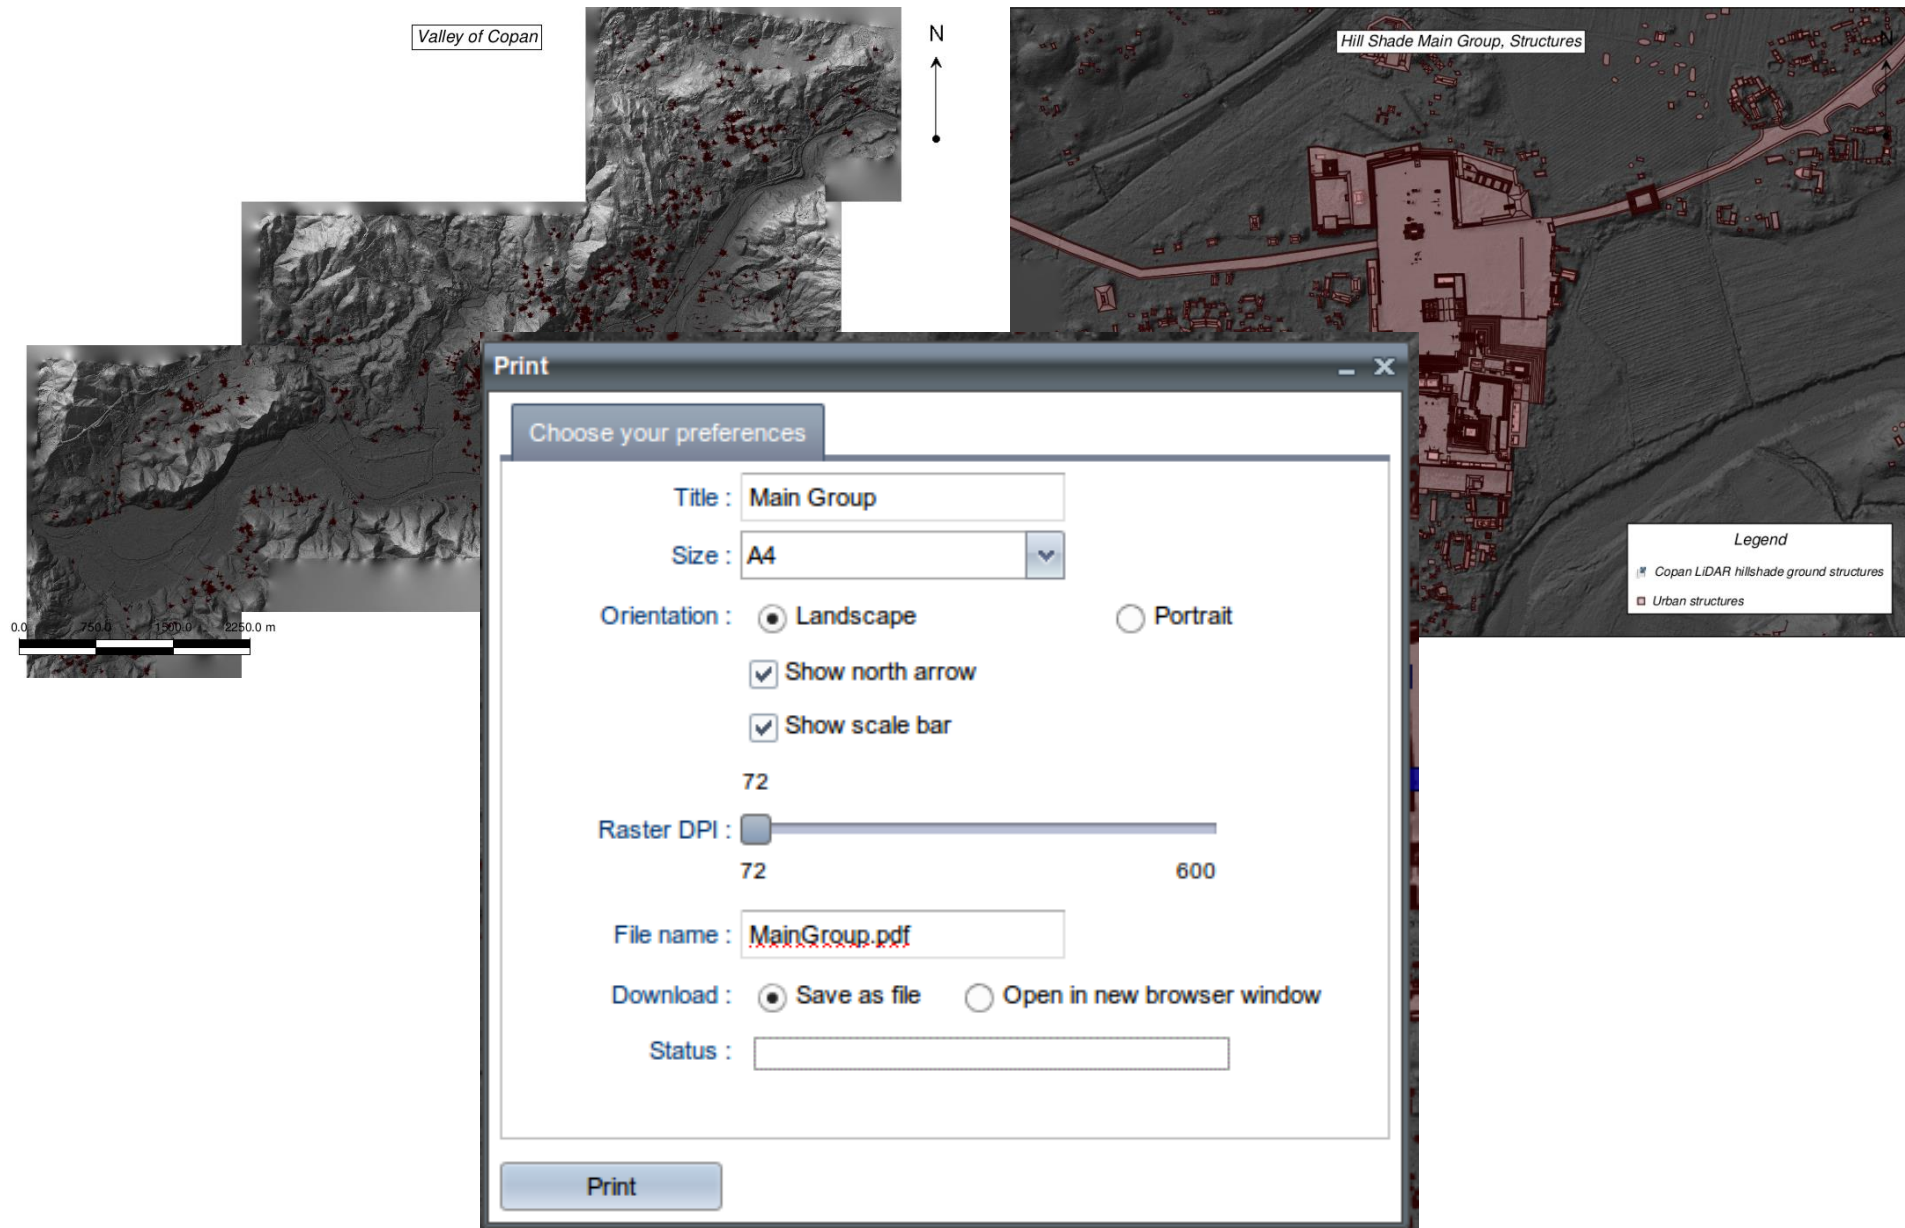 Valley of Copan
N
Hill Shade Main Group, Structures
N
Legend
Copan LiDAR hillshade ground structures
Urban structures
0.0 750.0 1500.0 2250.0 m
Print
Choose your preferences
Title : Main Group
Size : A4
Orientation : Landscape Portrait
Show north arrow
Show scale bar
72
Raster DPI :
72 600
File name : MainGroup.pdf
Download : Save as file Open in new browser window
Status :
Print